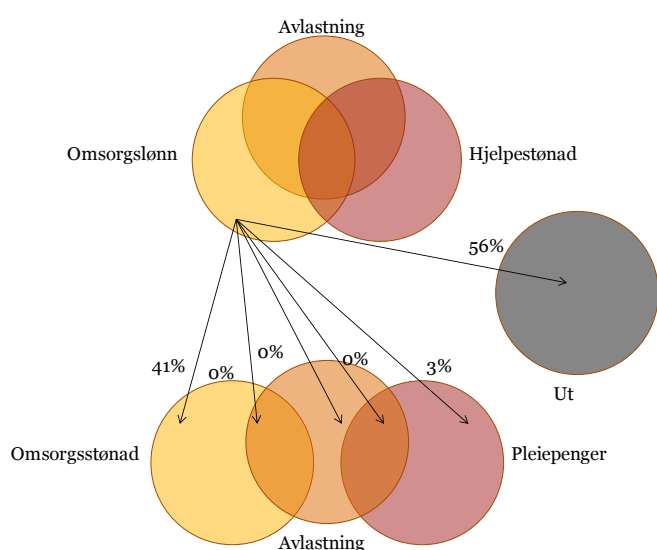 Avlastning
Omsorgslønn
Hjelpestønad
56%
41%
0%
0%
0%
3%
Ut
Omsorgsstønad
Pleiepenger
Avlastning